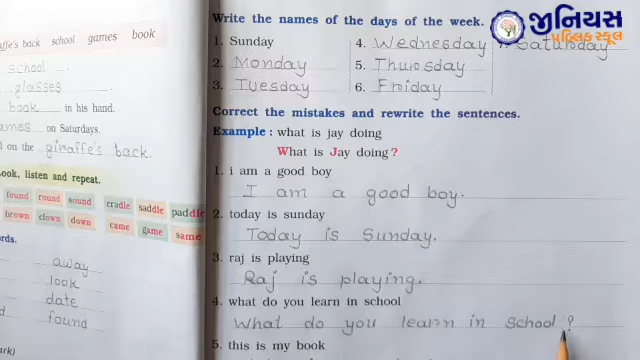 affe's back school games book
school.
glasses
book in his hand.
ames on Saturdays.
on the giraffe's back.
ook, listen and repeat.
found round sound
cradle saddle paddle
brown clown down
came game same
rds.
away
look
date
found
ark)
Write the names of the days of the week.
1. Sunday
2. Monday
3. Tuesday
4. Wednesday
5. Thursday
6. Friday
7. Saturday
Correct the mistakes and rewrite the sentences.
Example : what is jay doing
What is Jay doing ?
1. i am a good boy
I am a good boy.
2. today is sunday
Today is Sunday.
3. raj is playing
Raj is playing.
4. what do you learn in school
What do you learn in school ?
5. this is my book
જીનિયસ
પબ્લિક સ્કૂલ